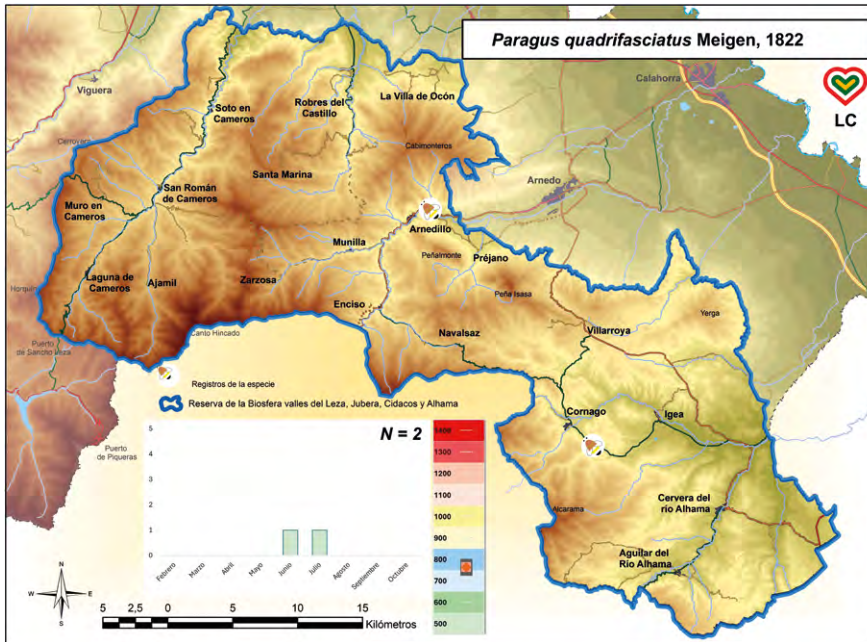 Paragus quadrifasciatus Meigen, 1822
LC
Viguera
Calahorra
Soto en
Cameros
Robres del
Castillo
La Villa de Ocón
Cabimonteros
Santa Marina
Arnedo
San Román
de Cameros
Muro en
Cameros
Arnedillo
Munilla
Peñalmonte
Préjano
Laguna de
Cameros
Ajamil
Zarzosa
Enciso
Peña Isasa
Yerga
Navalsaz
Villarroya
Canto Hincado
Puerto
de Sancho Leza
Registros de la especie
Reserva de la Biosfera valles del Leza, Jubera, Cidacos y Alhama
Puerto de
Piqueras
Cornago
Igea
Alcarama
Cervera del
río Alhama
Aguilar del
Río Alhama
N = 2
5
4
3
2
1
0
Febrero
Marzo
Abril
Mayo
Junio
Julio
Agosto
Septiembre
Octubre
1400
1300
1200
1100
1000
900
800
700
600
500
N
W
E
S
5 2,5 0 5 10 15
Kilómetros